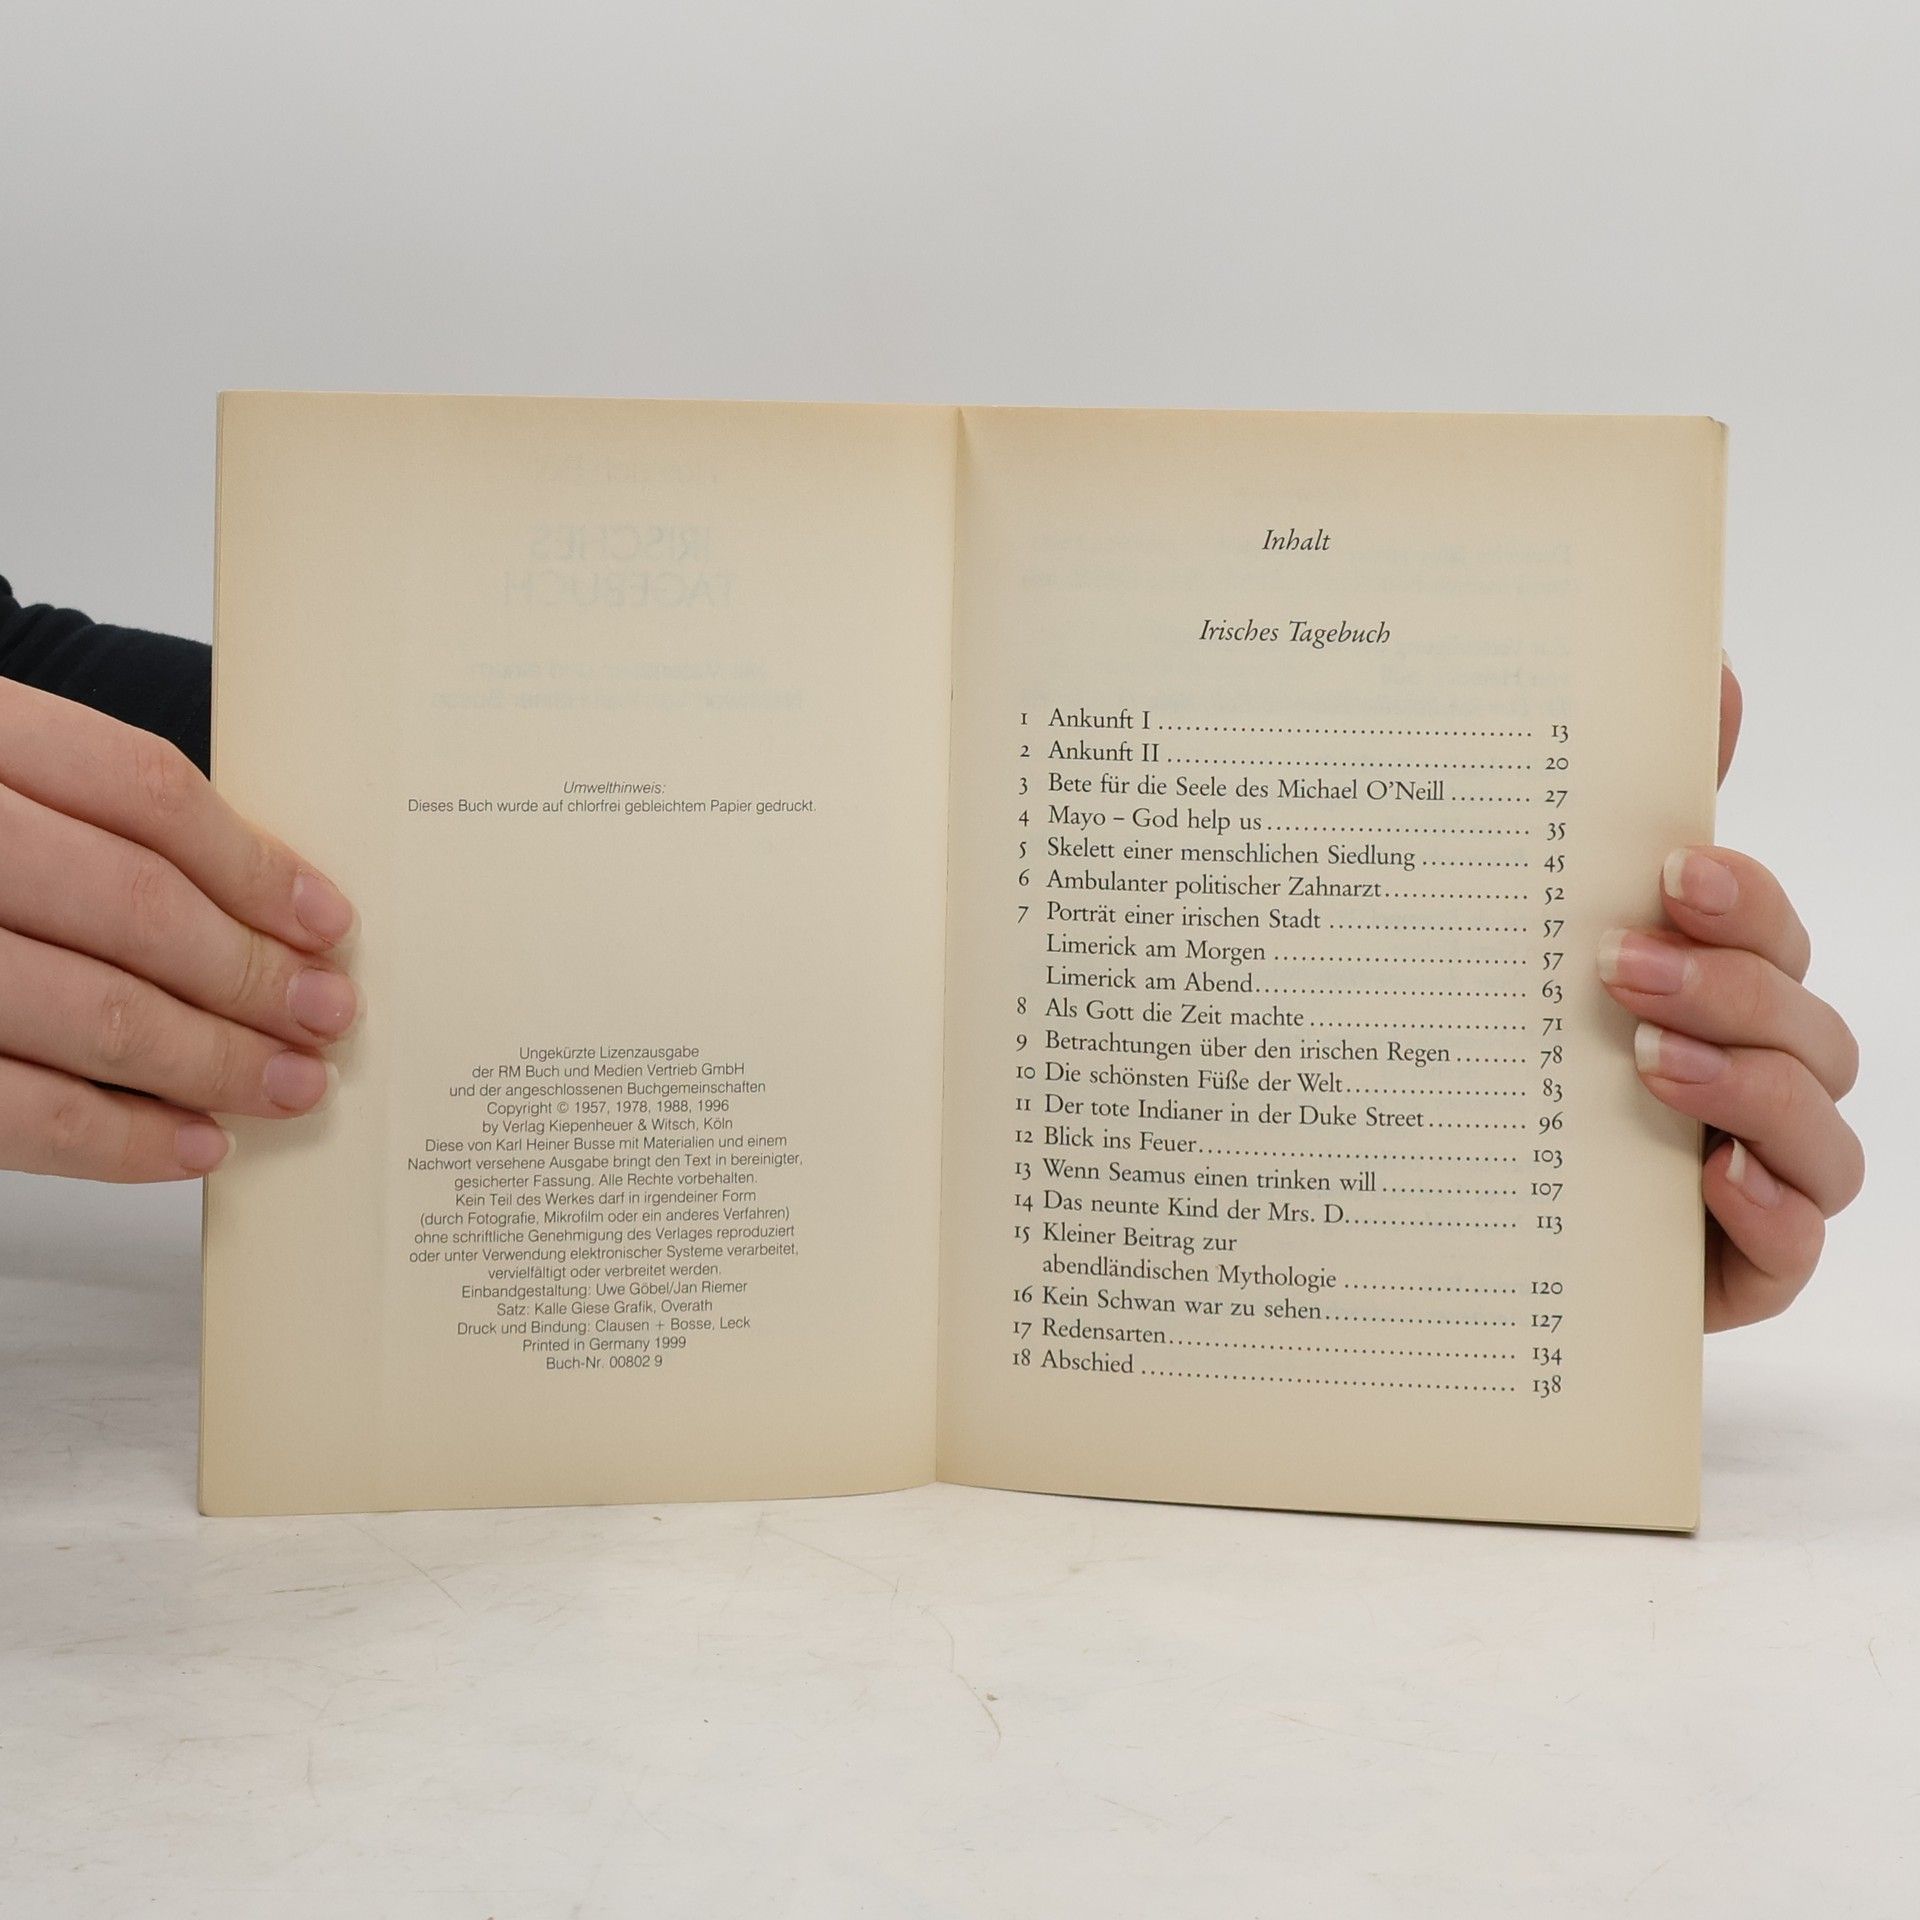 Umwelthinweis:
Dieses Buch wurde auf chlorfrei gebleichtem Papier gedruckt.
Ungekürzte Lizenzausgabe
der RM Buch und Medien Vertrieb GmbH
und der angeschlossenen Buchgemeinschaften
Copyright © 1957, 1978, 1988, 1996
by Verlag Kiepenheuer & Witsch, Köln
Diese von Karl Heiner Busse mit Materialien und einem
Nachwort versehene Ausgabe bringt den Text in bereinigter,
gesicherter Fassung. Alle Rechte vorbehalten.
Kein Teil des Werkes darf in irgendeiner Form
(durch Fotografie, Mikrofilm oder ein anderes Verfahren)
ohne schriftliche Genehmigung des Verlages reproduziert
oder unter Verwendung elektronischer Systeme verarbeitet,
vervielfältigt oder verbreitet werden.
Einbandgestaltung: Uwe Göbel/Jan Riemer
Satz: Kalle Giese Grafik, Overath
Druck und Bindung: Clausen + Bosse, Leck
Printed in Germany 1999
Buch-Nr. 00802 9
Inhalt
Irisches Tagebuch
1 Ankunft I ........................................ 13
2 Ankunft II ....................................... 20
3 Bete für die Seele des Michael O'Neill ......... 27
4 Mayo – God help us ............................. 35
5 Skelett einer menschlichen Siedlung ............ 45
6 Ambulanter politischer Zahnarzt ................ 52
7 Porträt einer irischen Stadt ...................... 57
Limerick am Morgen ............................ 57
Limerick am Abend .............................. 63
8 Als Gott die Zeit machte ........................ 71
9 Betrachtungen über den irischen Regen ........ 78
10 Die schönsten Füße der Welt .................... 83
11 Der tote Indianer in der Duke Street ........... 96
12 Blick ins Feuer ................................... 103
13 Wenn Seamus einen trinken will ............... 107
14 Das neunte Kind der Mrs. D. ................... 113
15 Kleiner Beitrag zur
abendländischen Mythologie ................... 120
16 Kein Schwan war zu sehen ..................... 127
17 Redensarten ...................................... 134
18 Abschied ......................................... 138